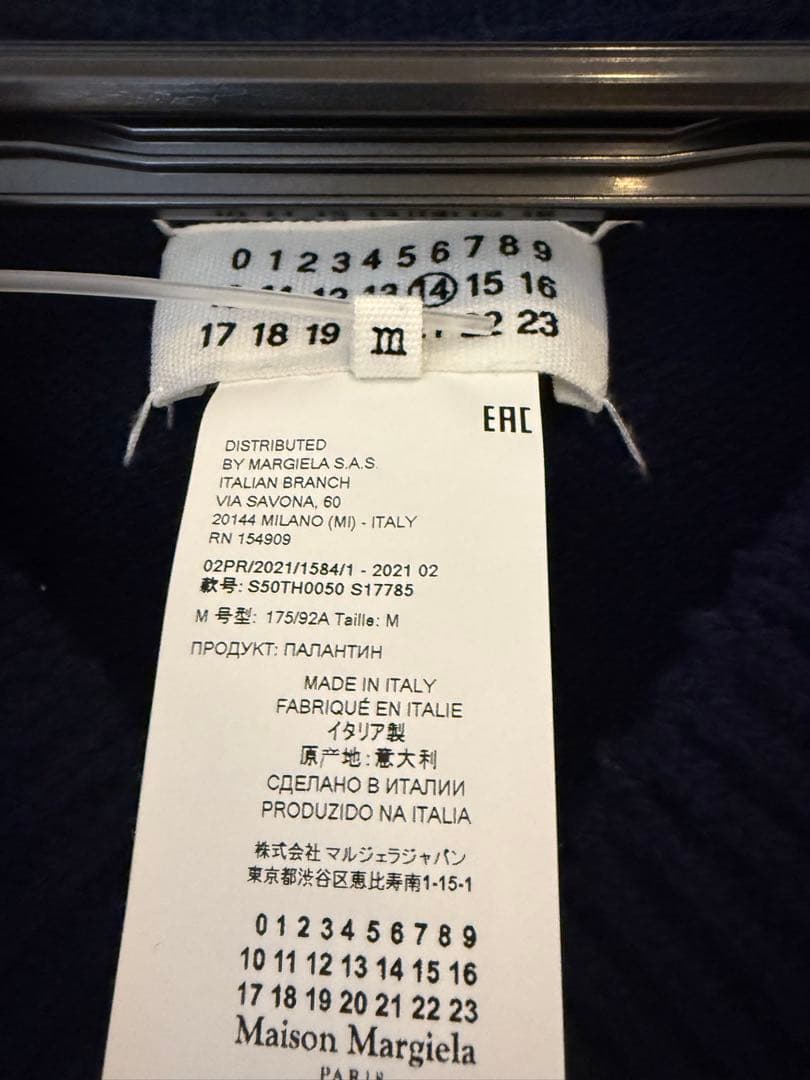 0 1 2 3 4 5 6 7 8 9
14 15 16
17 18 19 22 23
m
EAC
DISTRIBUTED
BY MARGIELA S.A.S.
ITALIAN BRANCH
VIA SAVONA, 60
20144 MILANO (MI) - ITALY
RN 154909
02PR/2021/1584/1 - 2021 02
款号: S50TH0050 S17785
M 号型: 175/92A Taille: M
ПРОДУКТ: ПАЛАНТИН
MADE IN ITALY
FABRIQUÉ EN ITALIE
イタリア製
原产地:意大利
СДЕЛАНО В ИТАЛИИ
PRODUZIDO NA ITALIA
株式会社 マルジェラジャパン
東京都渋谷区恵比寿南1-15-1
0 1 2 3 4 5 6 7 8 9
10 11 12 13 14 15 16
17 18 19 20 21 22 23
Maison Margiela
PARIS